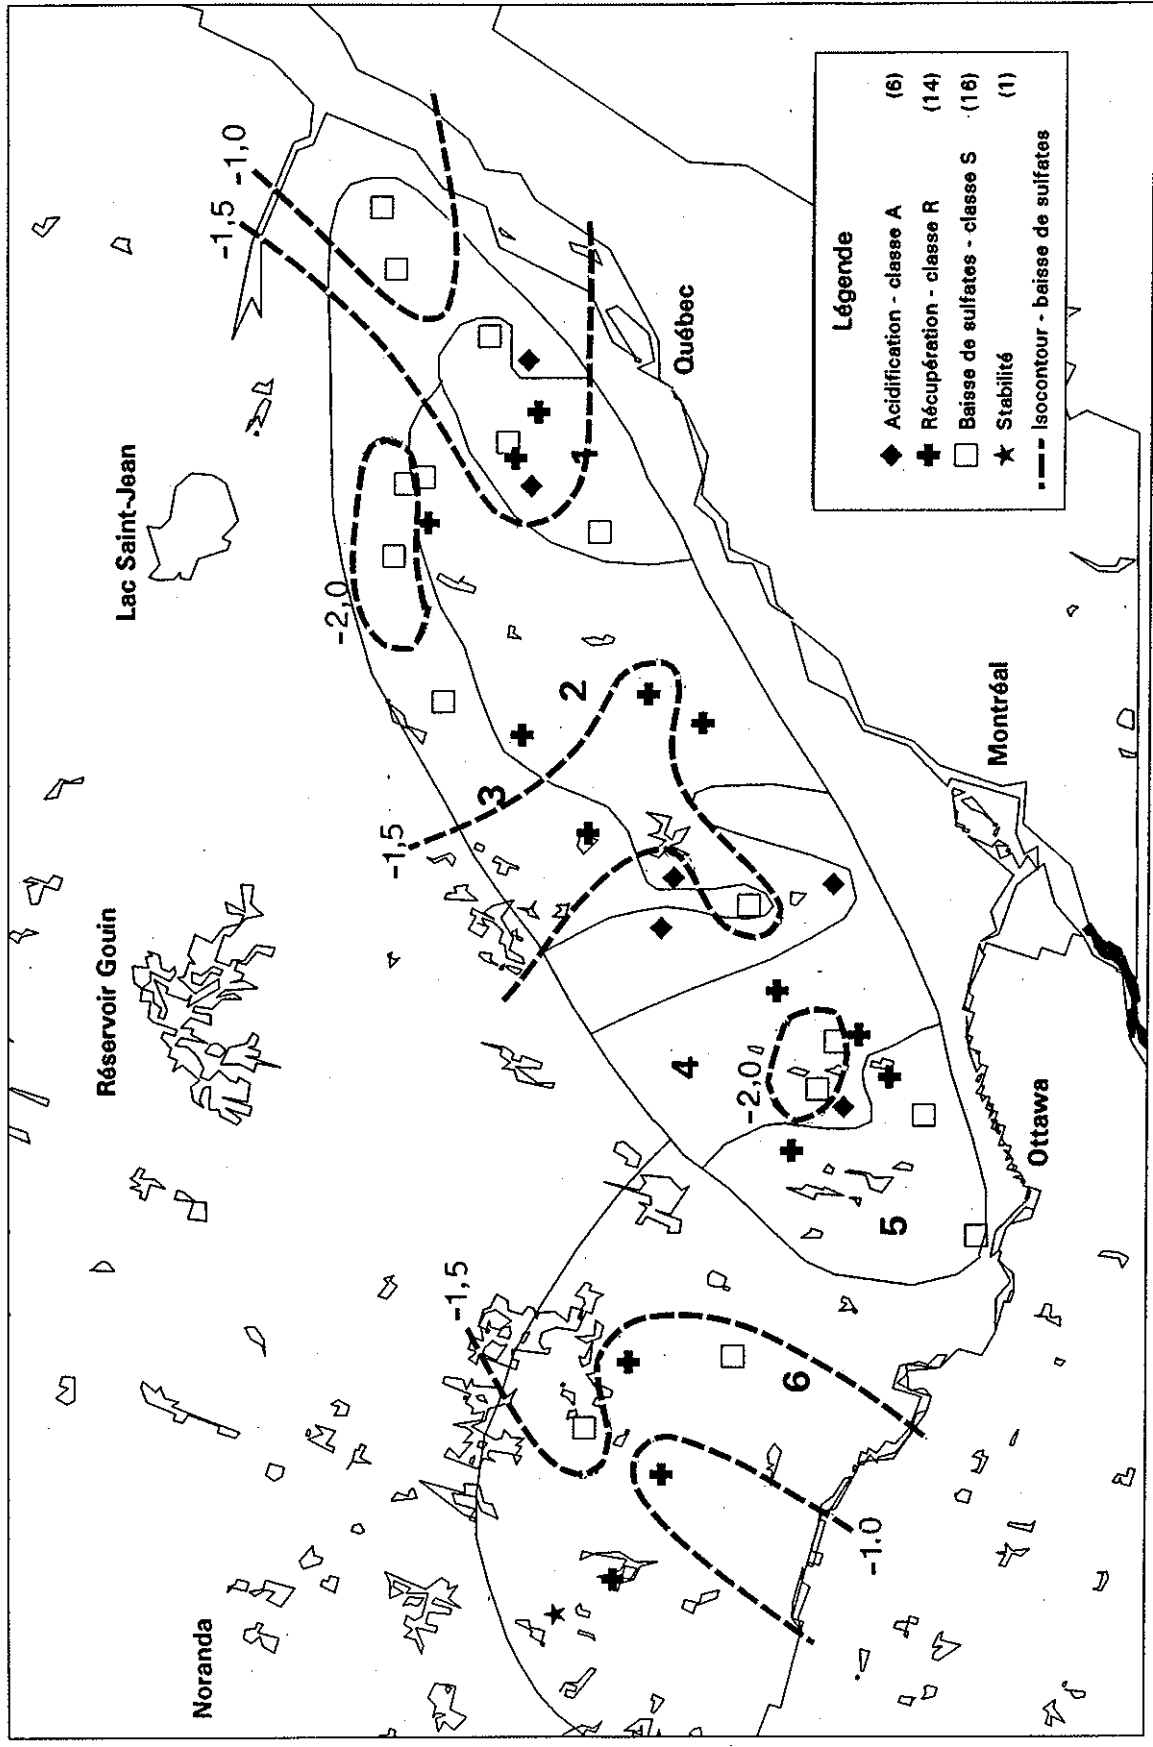 Noranda
Réservoir Gouin
Lac Saint-Jean
-1,5
-1,0
-2,0
-1,5
-1,5
3
2
1
Québec
4
-2,0
5
6
-1.0
Montréal
Ottawa
Légende
Acidification - classe A (6)
Récupération - classe R (14)
Baisse de sulfates - classe S (16)
Stabilité (1)
Isocontour - baisse de sulfates